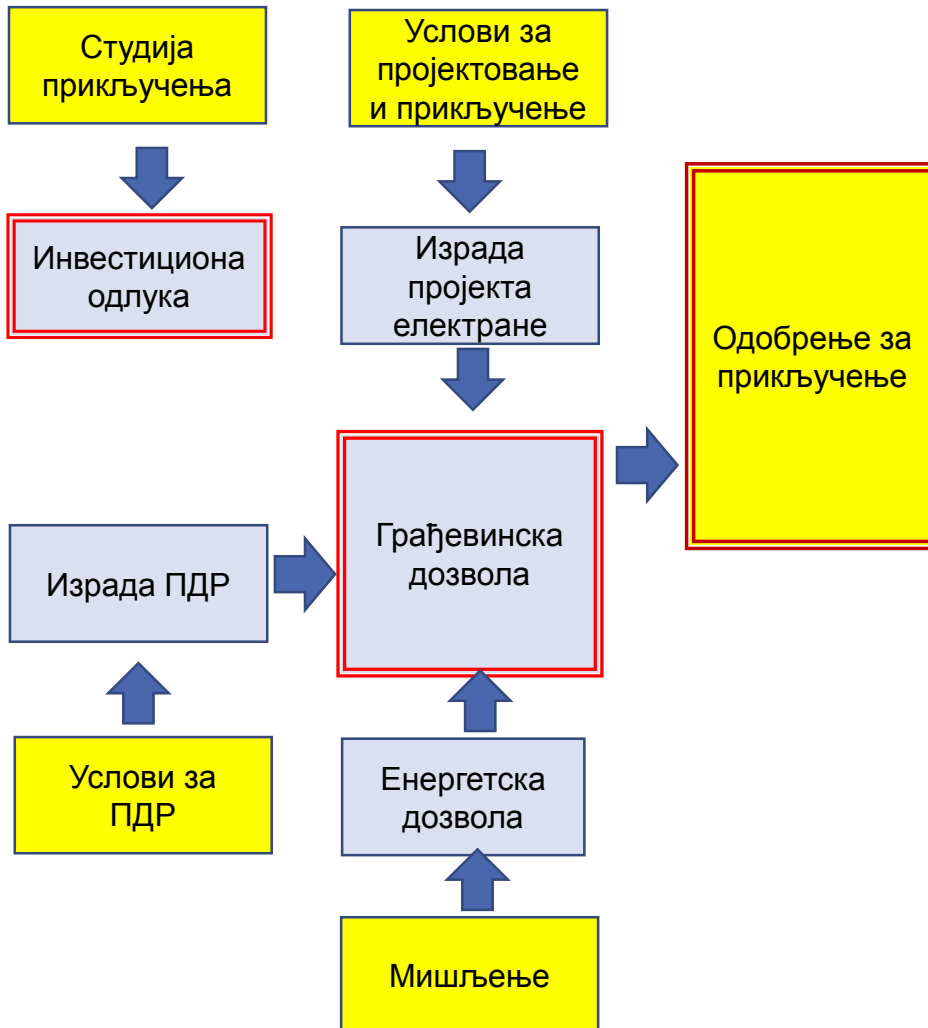 Студија
прикључења
Услови за
пројектовање
и прикључење
Инвестициона
одлука
Израда
пројекта
електране
Одобрење за
прикључење
Грађевинска
дозвола
Израда ПДР
Услови за
ПДР
Енергетска
дозвола
Мишљење